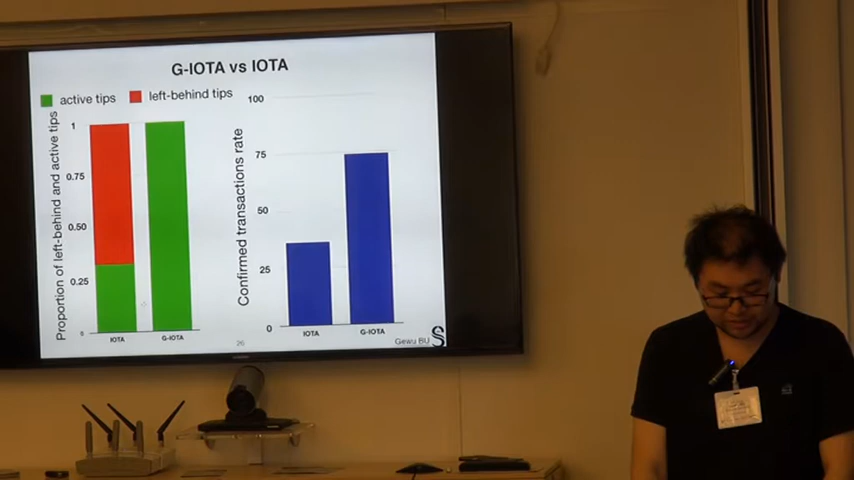 G-IOTA vs IOTA
active tips
left-behind tips
Proportion of left-behind and active tips
1
0.75
0.50
0.25
IOTA
G-IOTA
Confirmed transactions rate
100
75
50
25
0
IOTA
G-IOTA
26
Gewu BU